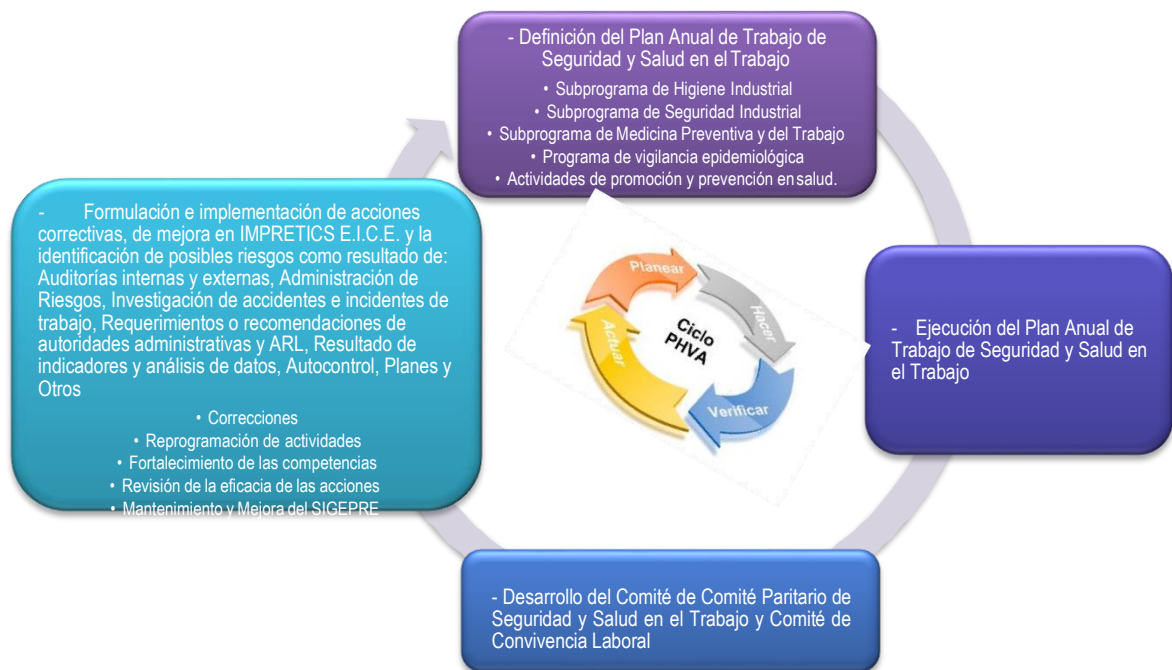 - Definición del Plan Anual de Trabajo de
Seguridad y Salud en el Trabajo
• Subprograma de Higiene Industrial
• Subprograma de Seguridad Industrial
• Subprograma de Medicina Preventiva y del Trabajo
• Programa de vigilancia epidemiológica
• Actividades de promoción y prevención en salud.
- Ejecución del Plan Anual de
Trabajo de Seguridad y Salud en
el Trabajo
- Desarrollo del Comité de Comité Paritario de
Seguridad y Salud en el Trabajo y Comité de
Convivencia Laboral
- Formulación e implementación de acciones
correctivas, de mejora en IMPRETICS E.I.C.E. y la
identificación de posibles riesgos como resultado de:
Auditorías internas y externas, Administración de
Riesgos, Investigación de accidentes e incidentes de
trabajo, Requerimientos o recomendaciones de
autoridades administrativas y ARL, Resultado de
indicadores y análisis de datos, Autocontrol, Planes y
Otros
• Correcciones
• Reprogramación de actividades
• Fortalecimiento de las competencias
• Revisión de la eficacia de las acciones
• Mantenimiento y Mejora del SIGEPRE
Planear
Hacer
Verificar
Actuar
Ciclo
PHVA